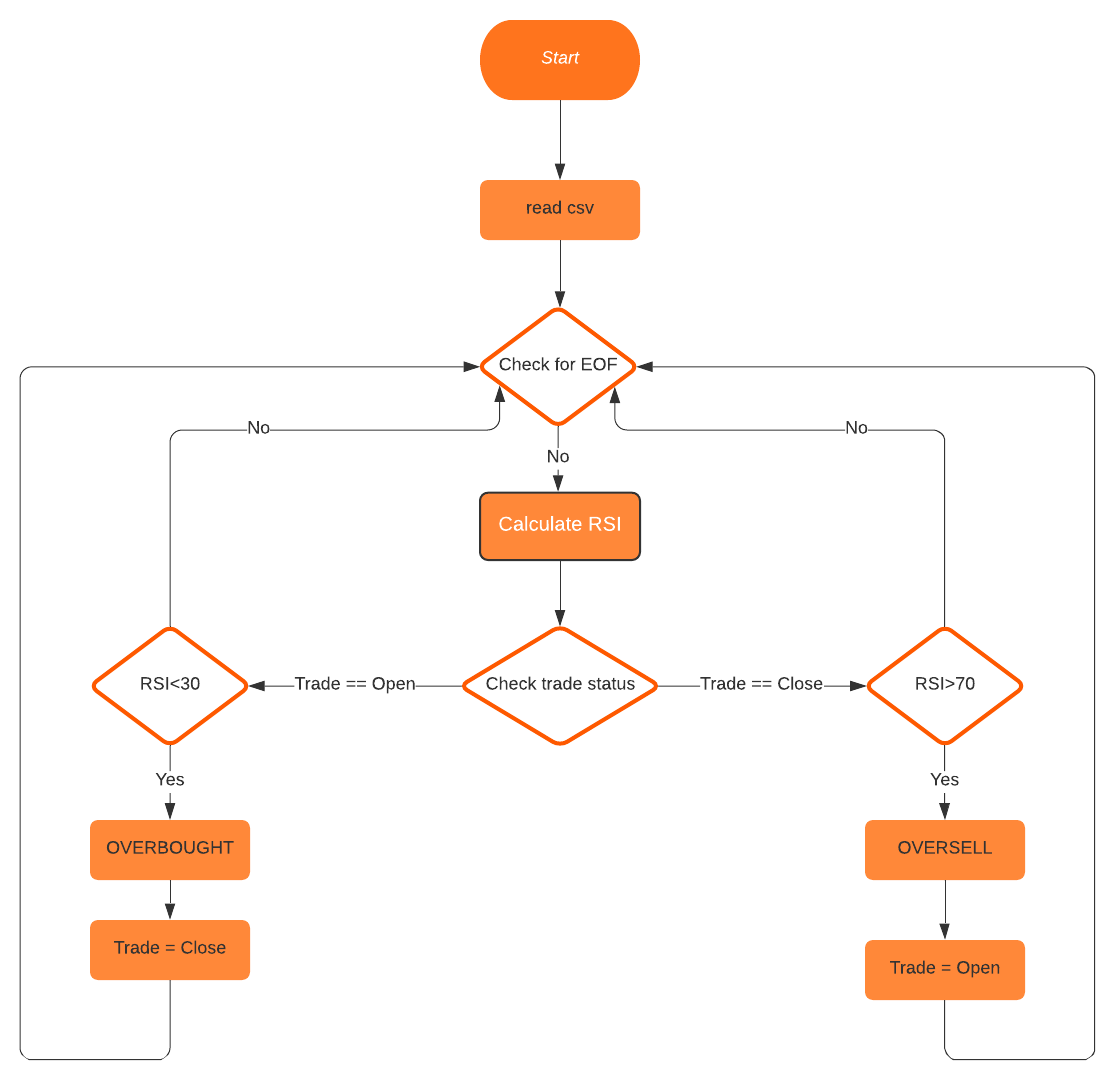 Start
read csv
Check for EOF
No
No
No
Calculate RSI
RSI<30
Trade == Open
Check trade status
Trade == Close
RSI>70
Yes
Yes
OVERBOUGHT
OVERSELL
Trade = Close
Trade = Open